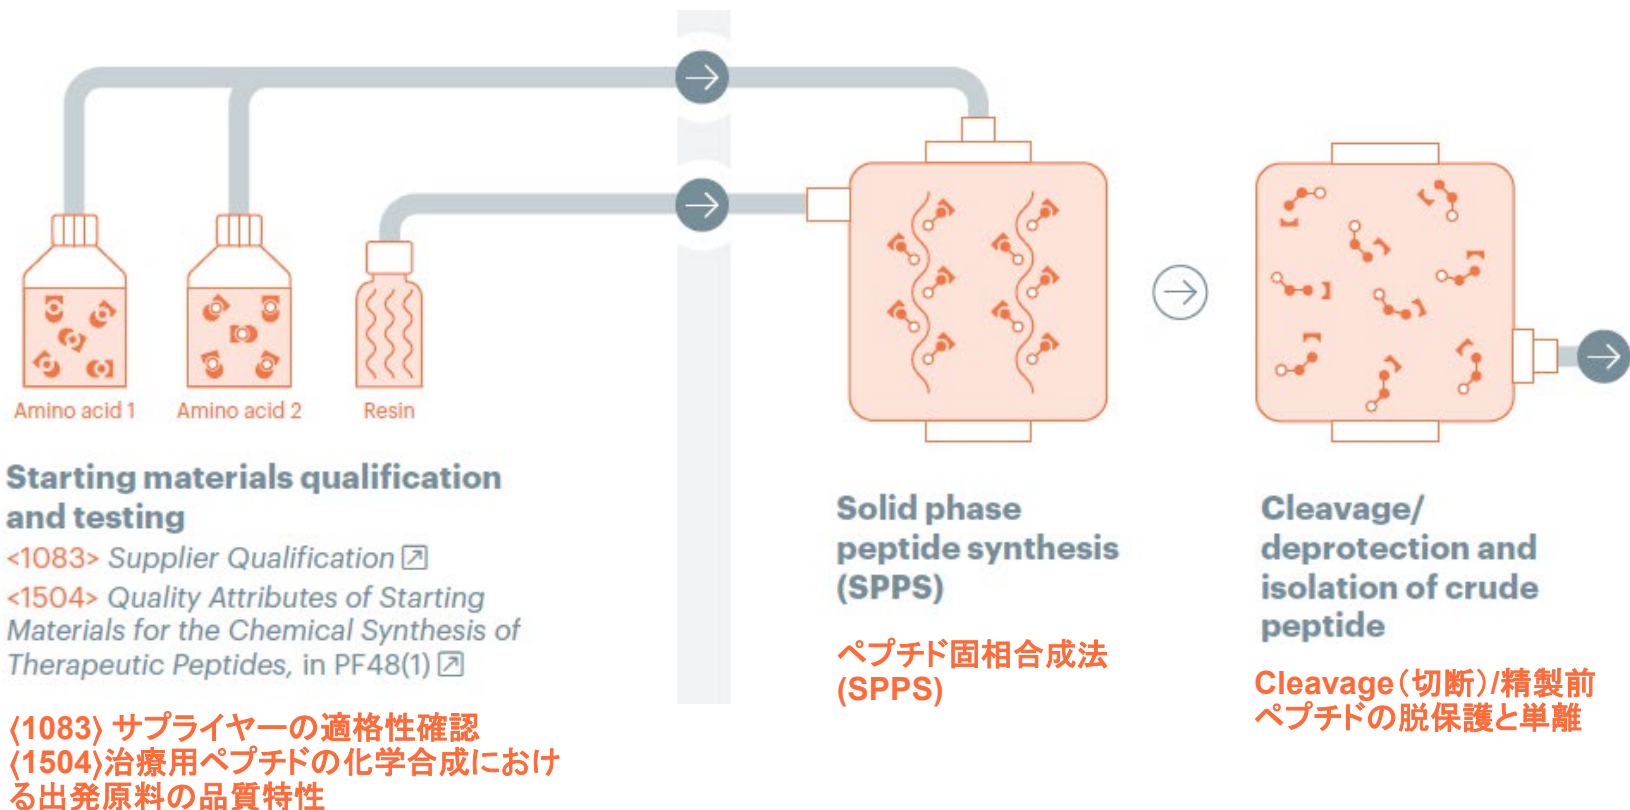 Amino acid 1
Amino acid 2
Resin
Starting materials qualification
and testing
<1083> Supplier Qualification
<1504> Quality Attributes of Starting
Materials for the Chemical Synthesis of
Therapeutic Peptides, in PF48(1)
〈1083〉 サプライヤーの適格性確認
〈1504〉治療用ペプチドの化学合成におけ
る出発原料の品質特性
Solid phase
peptide synthesis
(SPPS)
ペプチド固相合成法
(SPPS)
Cleavage/
deprotection and
isolation of crude
peptide
Cleavage（切断）/精製前
ペプチドの脱保護と単離